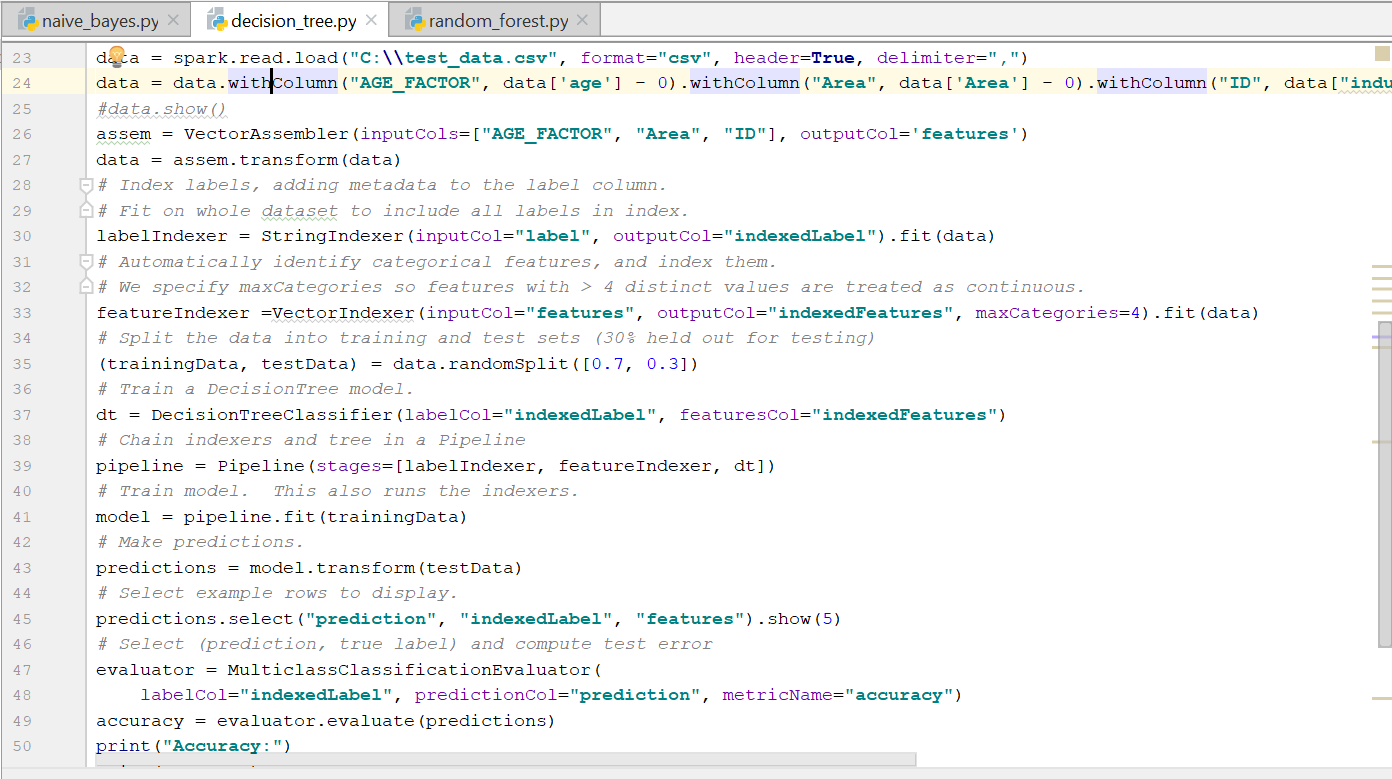 naive_bayes.py decision_tree.py random_forest.py
23 data = spark.read.load("C:\\test_data.csv", format="csv", header=True, delimiter=",")
24 data = data.withColumn("AGE_FACTOR", data['age'] - 0).withColumn("Area", data['Area'] - 0).withColumn("ID", data["indu
25 #data.show()
26 assem = VectorAssembler(inputCols=["AGE_FACTOR", "Area", "ID"], outputCol='features')
27 data = assem.transform(data)
28 # Index labels, adding metadata to the label column.
29 # Fit on whole dataset to include all labels in index.
30 labelIndexer = StringIndexer(inputCol="label", outputCol="indexedLabel").fit(data)
31 # Automatically identify categorical features, and index them.
32 # We specify maxCategories so features with > 4 distinct values are treated as continuous.
33 featureIndexer =VectorIndexer(inputCol="features", outputCol="indexedFeatures", maxCategories=4).fit(data)
34 # Split the data into training and test sets (30% held out for testing)
35 (trainingData, testData) = data.randomSplit([0.7, 0.3])
36 # Train a DecisionTree model.
37 dt = DecisionTreeClassifier(labelCol="indexedLabel", featuresCol="indexedFeatures")
38 # Chain indexers and tree in a Pipeline
39 pipeline = Pipeline(stages=[labelIndexer, featureIndexer, dt])
40 # Train model.  This also runs the indexers.
41 model = pipeline.fit(trainingData)
42 # Make predictions.
43 predictions = model.transform(testData)
44 # Select example rows to display.
45 predictions.select("prediction", "indexedLabel", "features").show(5)
46 # Select (prediction, true label) and compute test error
47 evaluator = MulticlassClassificationEvaluator(
48     labelCol="indexedLabel", predictionCol="prediction", metricName="accuracy")
49 accuracy = evaluator.evaluate(predictions)
50 print("Accuracy:")